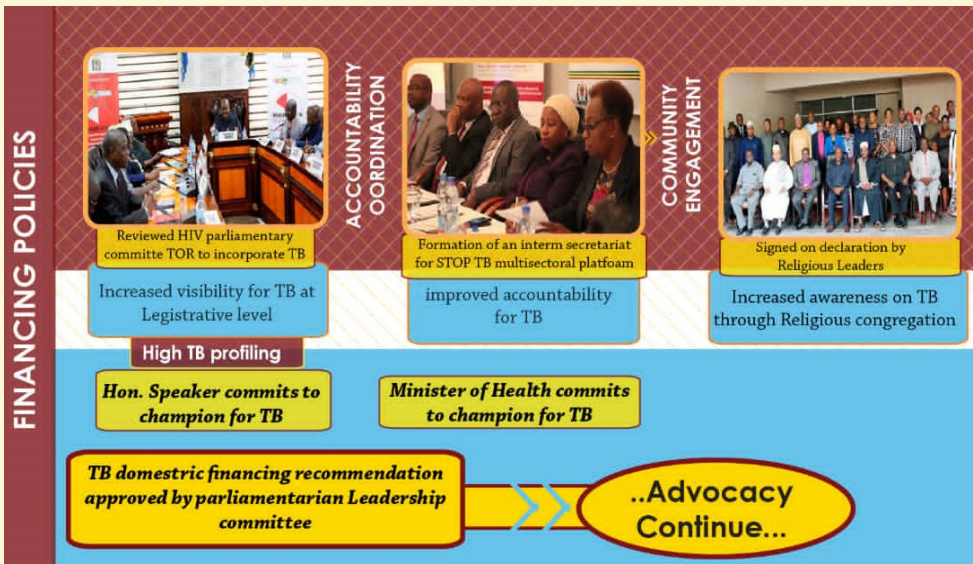 FINANCING POLICIES
Reviewed HIV parliamentary
committe TOR to incorporate TB
Increased visibility for TB at
Legistrative level
High TB profiling
Hon. Speaker commits to
champion for TB
ACCOUNTABILITY
OORDINATION
Formation of an interm secretariat
for STOP TB multisectoral platfoam
improved accountability
for TB
Minister of Health commits
to champion for TB
COMMUNITY
ENGAGEMENT
Signed on declaration by
Religious Leaders
Increased awareness on TB
through Religious congregation
TB domestric financing recommendation
approved by parliamentarian Leadership
committee
..Advocacy
Continue...